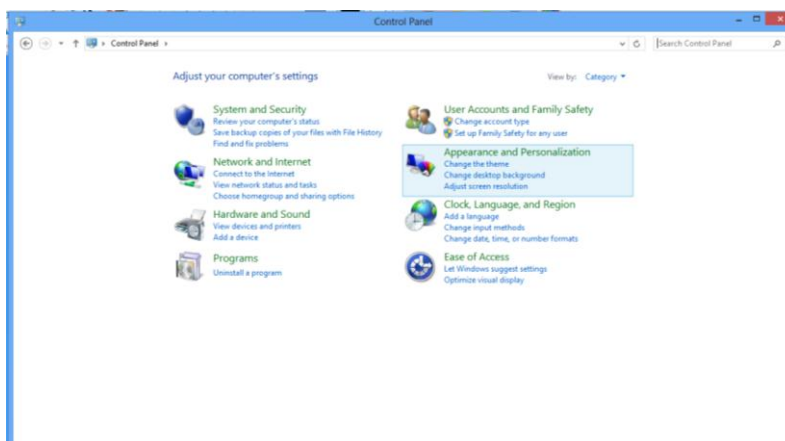 Control Panel
Control Panel
Search Control Panel
Adjust your computer's settings
View by: Category
System and Security
Review your computer's status
Save backup copies of your files with File History
Find and fix problems
Network and Internet
Connect to the Internet
View network status and tasks
Choose homegroup and sharing options
Hardware and Sound
View devices and printers
Add a device
Programs
Uninstall a program
User Accounts and Family Safety
Change account type
Set up Family Safety for any user
Appearance and Personalization
Change the theme
Change desktop background
Adjust screen resolution
Clock, Language, and Region
Add a language
Change input methods
Change date, time, or number formats
Ease of Access
Let Windows suggest settings
Optimize visual display